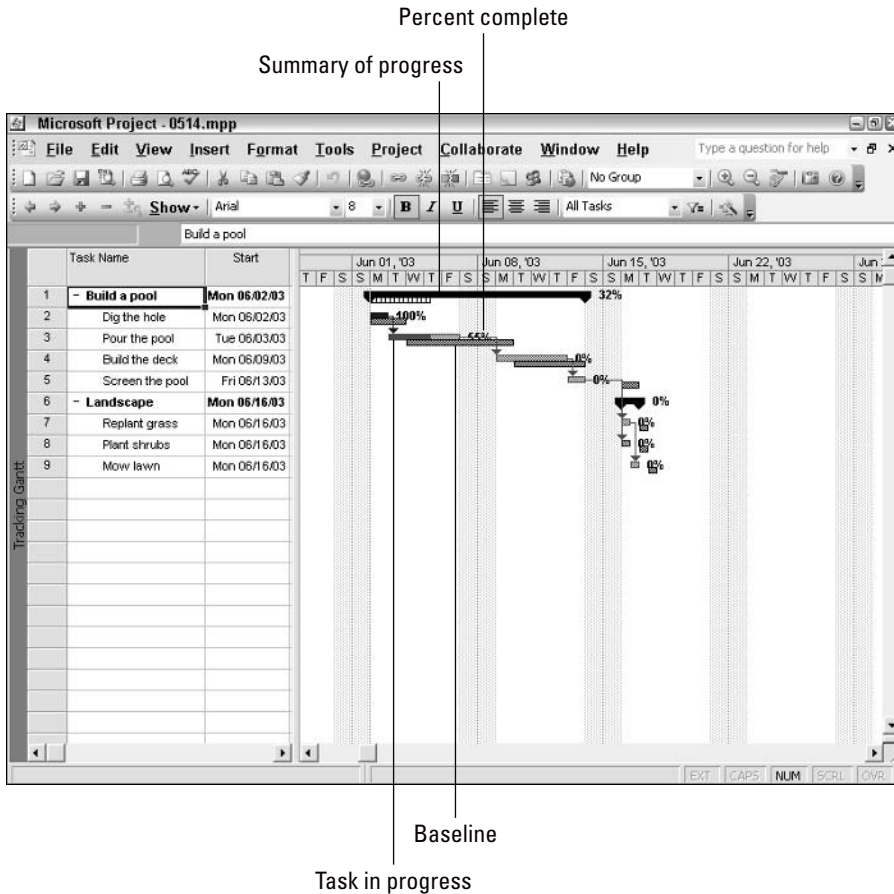 Percent complete
Summary of progress
Microsoft Project - 0514.mpp
File Edit View Insert Format Tools Project Collaborate Window Help Type a question for help
No Group
Show Arial 8 B I U All Tasks
Build a pool
Task Name Start Jun 01, '03 Jun 08, '03 Jun 15, '03 Jun 22, '03 Jun
T F S S M T W T F S S M T W T F S S M T W T F S S M T W T F S S M
1 - Build a pool Mon 06/02/03 32%
2 Dig the hole Mon 06/02/03 100%
3 Pour the pool Tue 06/03/03 55%
4 Build the deck Mon 06/09/03 0%
5 Screen the pool Fri 06/13/03 0%
6 - Landscape Mon 06/16/03 0%
7 Replant grass Mon 06/16/03 0%
8 Plant shrubs Mon 06/16/03 0%
9 Mow lawn Mon 06/16/03 0%
Tracking Gantt
EXT CAPS NUM SCRL OVR
Baseline
Task in progress